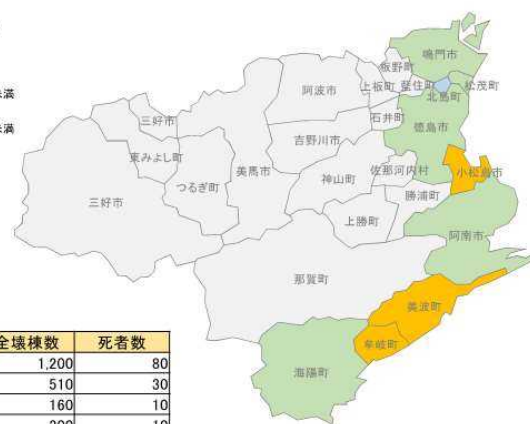 鳴門市
板野町
松茂町
上板町
藍住町
北島町
阿波市
未満
石井町
三好市
徳島市
未満
吉野川市
東みよし町
美馬市
佐那河内村
小松島市
つるぎ町
神山町
勝浦町
三好市
上勝町
阿南市
那賀町
美波町
牟岐町
海陽町
全壊棟数 死者数
1,200 80
510 30
160 10